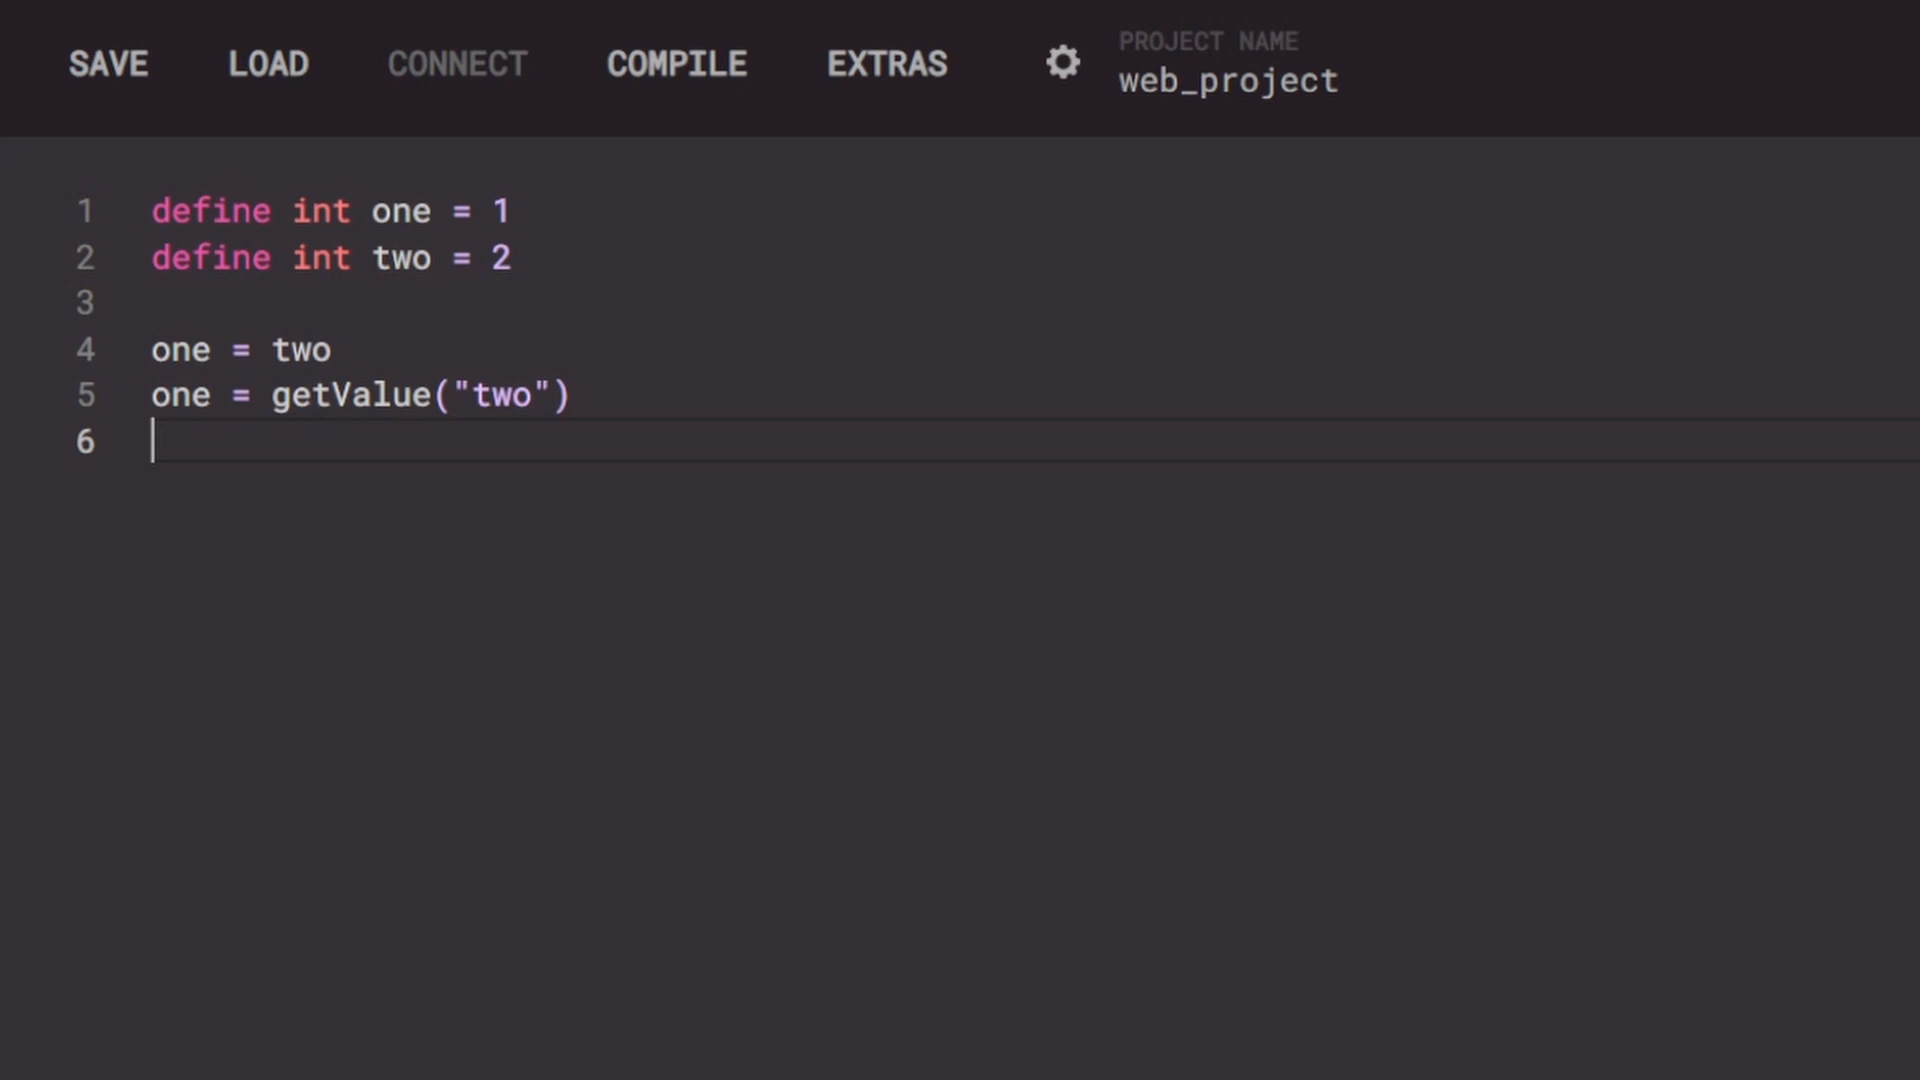 SAVE LOAD CONNECT COMPILE EXTRAS
PROJECT NAME
web_project
1 define int one = 1
2 define int two = 2
3
4 one = two
5 one = getValue("two")
6